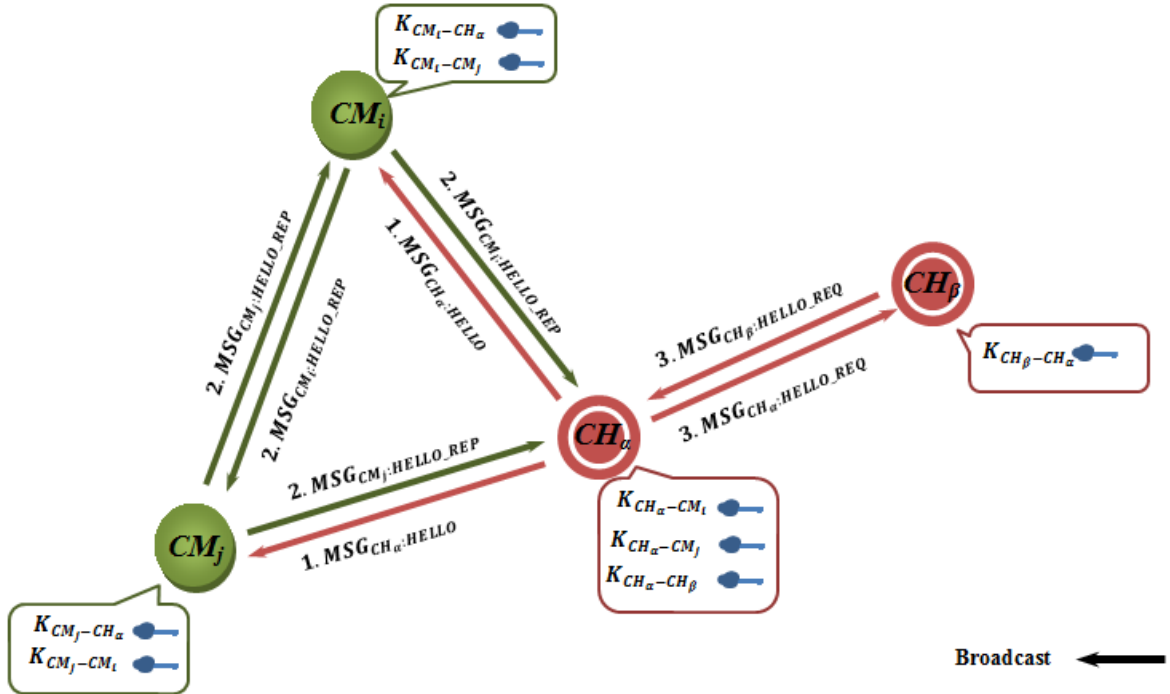 K_{CM_i-CH_α}
K_{CM_i-CM_j}
CM_i
2. MSG_{CM_j:HELLO_REP}
2. MSG_{CM_i:HELLO_REP}
1. MSG_{CH_α:HELLO}
2. MSG_{CM_i:HELLO_REP}
3. MSG_{CH_β:HELLO_REQ}
3. MSG_{CH_α:HELLO_REQ}
CH_β
K_{CH_β-CH_α}
CH_α
2. MSG_{CM_j:HELLO_REP}
1. MSG_{CH_α:HELLO}
K_{CH_α-CM_i}
K_{CH_α-CM_j}
K_{CH_α-CH_β}
CM_j
K_{CM_j-CH_α}
K_{CM_j-CM_i}
Broadcast